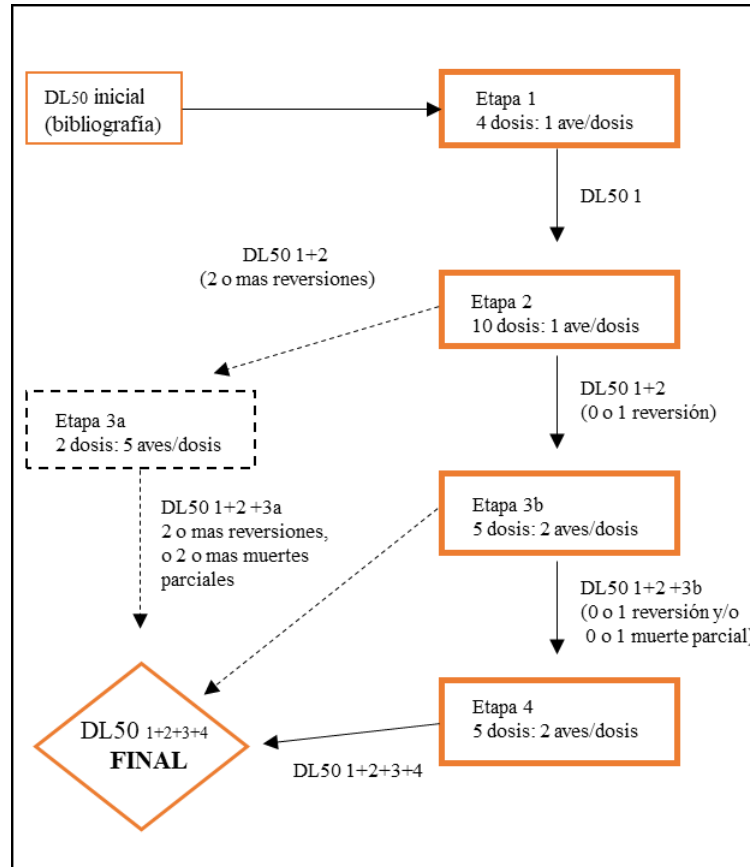 DL50 inicial
(bibliografía)
Etapa 1
4 dosis: 1 ave/dosis
DL50 1
DL50 1+2
(2 o mas reversiones)
Etapa 2
10 dosis: 1 ave/dosis
DL50 1+2
(0 o 1 reversión)
Etapa 3a
2 dosis: 5 aves/dosis
Etapa 3b
5 dosis: 2 aves/dosis
DL50 1+2 +3a
2 o mas reversiones,
o 2 o mas muertes
parciales
DL50 1+2 +3b
(0 o 1 reversión y/o
0 o 1 muerte parcial)
Etapa 4
5 dosis: 2 aves/dosis
DL50 1+2+3+4
FINAL
DL50 1+2+3+4